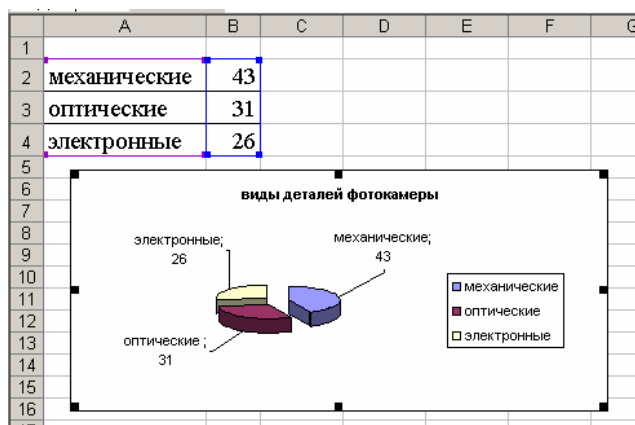 A B C D E F G
1
2 механические 43
3 оптические 31
4 электронные 26
5
6 виды деталей фотокамеры
7
8 электронные; механические;
9 26 43
10 механические
11 оптические
12 электронные
13 оптические ;
14 31
15
16